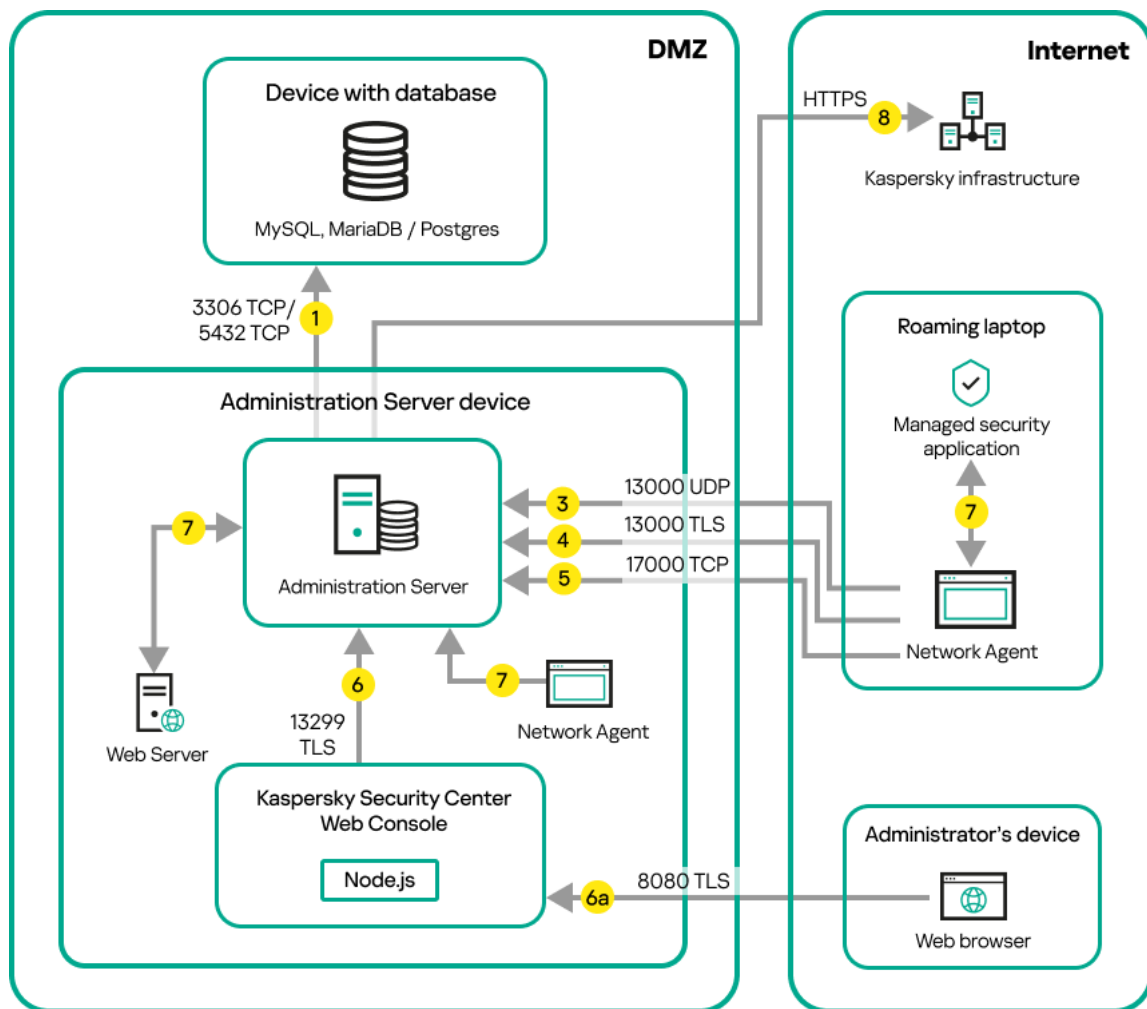 DMZ
Internet
Device with database
MySQL, MariaDB / Postgres
HTTPS
8
Kaspersky infrastructure
3306 TCP/
5432 TCP
1
Roaming laptop
Managed security
application
7
Network Agent
Administration Server device
Administration Server
13000 UDP
3
13000 TLS
4
17000 TCP
5
7
Web Server
6
13299
TLS
7
Network Agent
Kaspersky Security Center
Web Console
Node.js
8080 TLS
6a
Administrator's device
Web browser